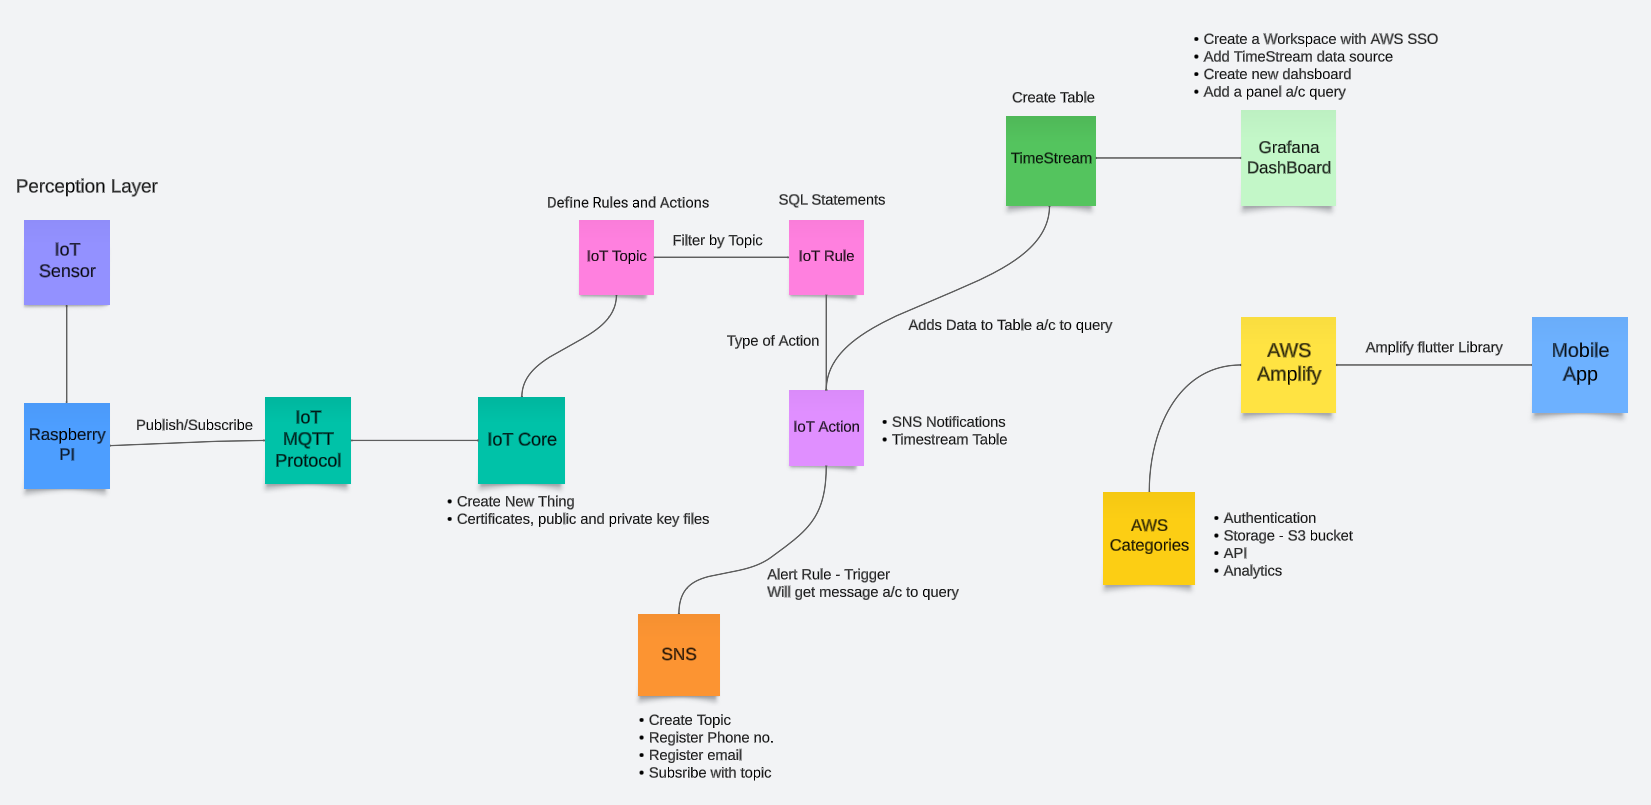 • Create a Workspace with AWS SSO
• Add TimeStream data source
• Create new dahsboard
• Add a panel a/c query
Create Table
TimeStream
Grafana
DashBoard
Perception Layer
IoT
Sensor
Define Rules and Actions
IoT Topic
Filter by Topic
SQL Statements
IoT Rule
Type of Action
Adds Data to Table a/c to query
AWS
Amplify
Amplify flutter Library
Mobile
App
Raspberry
PI
Publish/Subscribe
IoT
MQTT
Protocol
IoT Core
• Create New Thing
• Certificates, public and private key files
IoT Action
• SNS Notifications
• Timestream Table
AWS
Categories
• Authentication
• Storage - S3 bucket
• API
• Analytics
Alert Rule - Trigger
Will get message a/c to query
SNS
• Create Topic
• Register Phone no.
• Register email
• Subsribe with topic